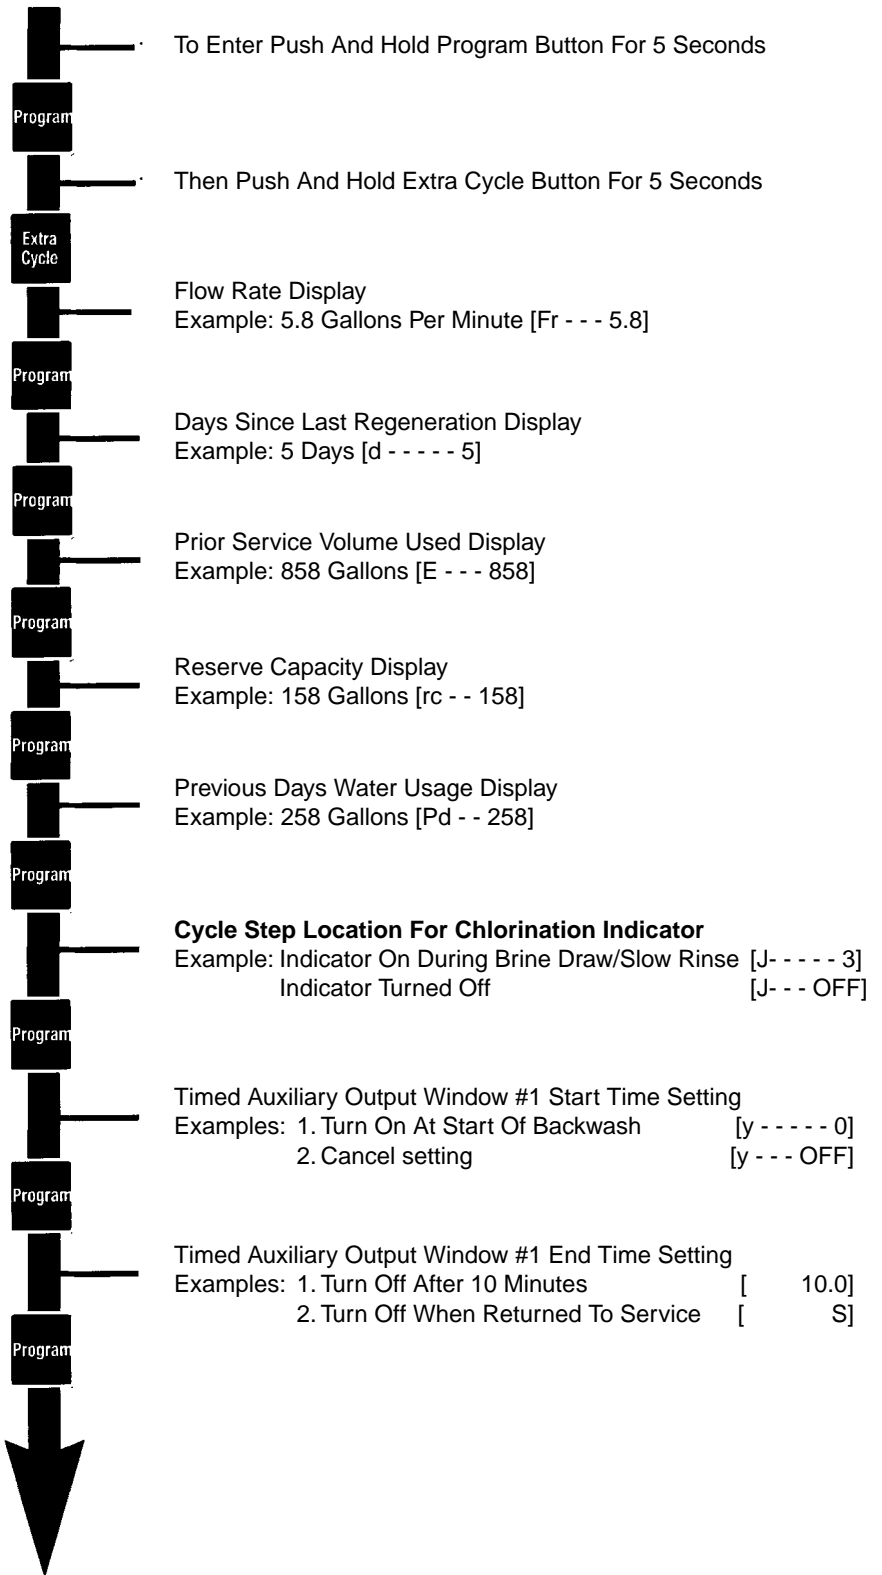 To Enter Push And Hold Program Button For 5 Seconds
Program
Then Push And Hold Extra Cycle Button For 5 Seconds
Extra
Cycle
Flow Rate Display
Example: 5.8 Gallons Per Minute [Fr - - - 5.8]
Program
Days Since Last Regeneration Display
Example: 5 Days [d - - - - - 5]
Program
Prior Service Volume Used Display
Example: 858 Gallons [E - - - 858]
Program
Reserve Capacity Display
Example: 158 Gallons [rc - - 158]
Program
Previous Days Water Usage Display
Example: 258 Gallons [Pd - - 258]
Program
Cycle Step Location For Chlorination Indicator
Example: Indicator On During Brine Draw/Slow Rinse [J- - - - - 3]
Indicator Turned Off [J- - - OFF]
Program
Timed Auxiliary Output Window #1 Start Time Setting
Examples: 1. Turn On At Start Of Backwash [y - - - - - 0]
2. Cancel setting [y - - - OFF]
Program
Timed Auxiliary Output Window #1 End Time Setting
Examples: 1. Turn Off After 10 Minutes [ 10.0]
2. Turn Off When Returned To Service [ S]
Program